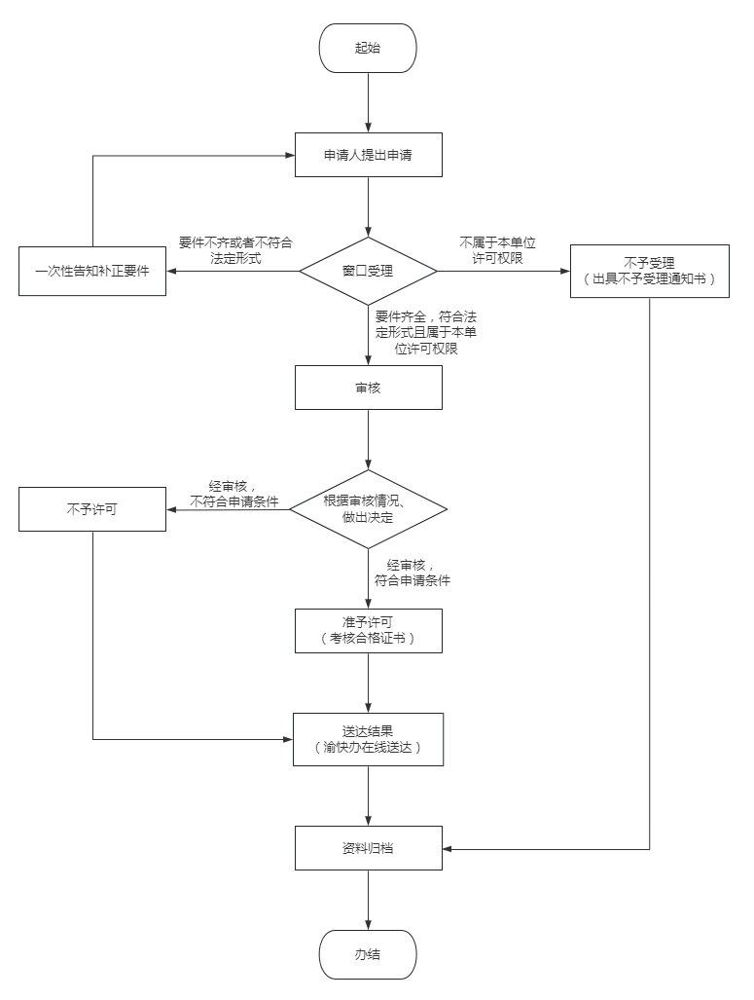 起始
申请人提出申请
要件不齐或者不符合
法定形式
不属于本单位
许可权限
一次性告知补正要件
窗口受理
不予受理
（出具不予受理通知书）
要件齐全，符合法
定形式且属于本单
位许可权限
审核
经审核，
不符合申请条件
不予许可
根据审核情况、
做出决定
经审核，
符合申请条件
准予许可
（考核合格证书）
送达结果
（渝快办在线送达）
资料归档
办结